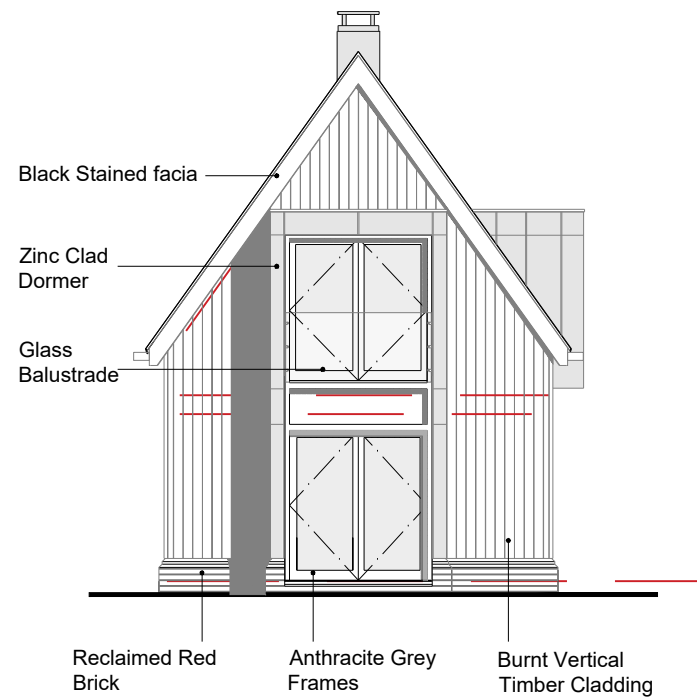 Black Stained facia
Zinc Clad
Dormer
Glass
Balustrade
Reclaimed Red
Brick
Anthracite Grey
Frames
Burnt Vertical
Timber Cladding